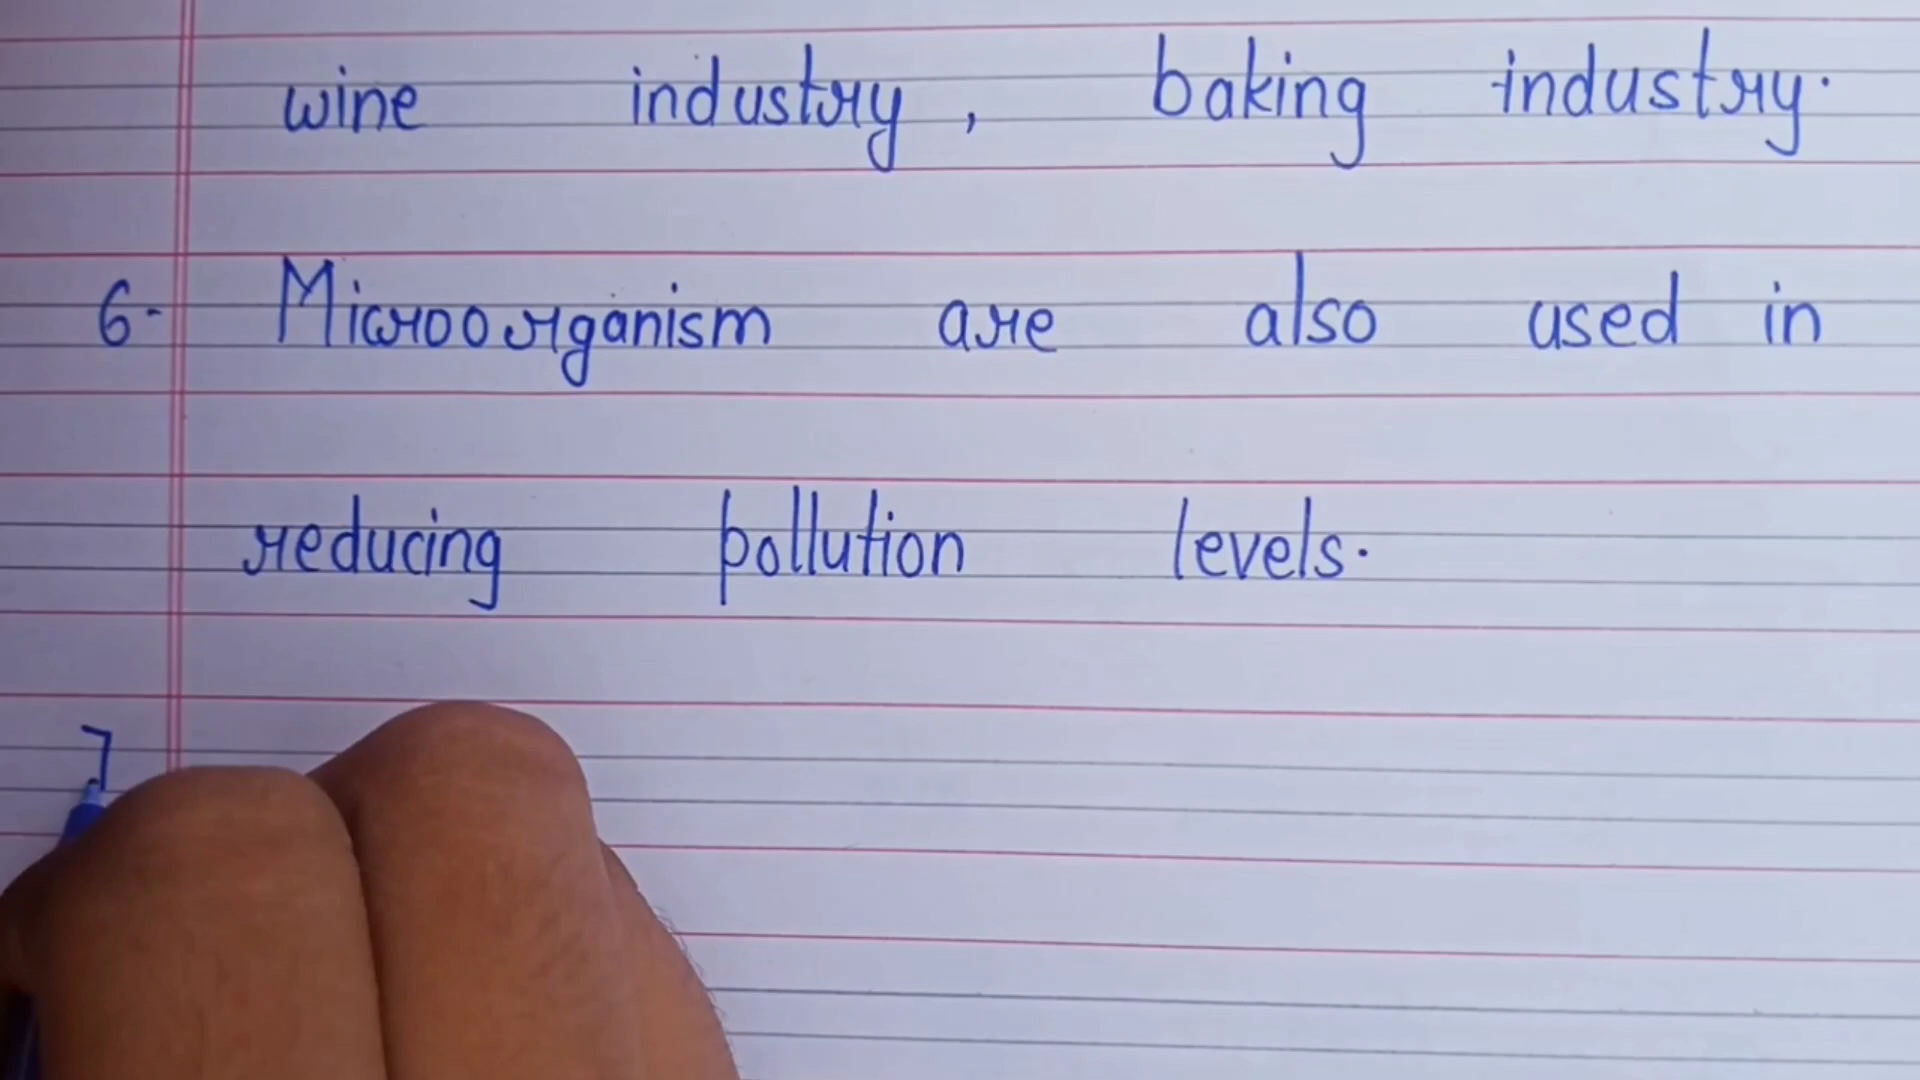 wine industry, baking industry.
6- Microorganism are also used in
reducing pollution levels.
7